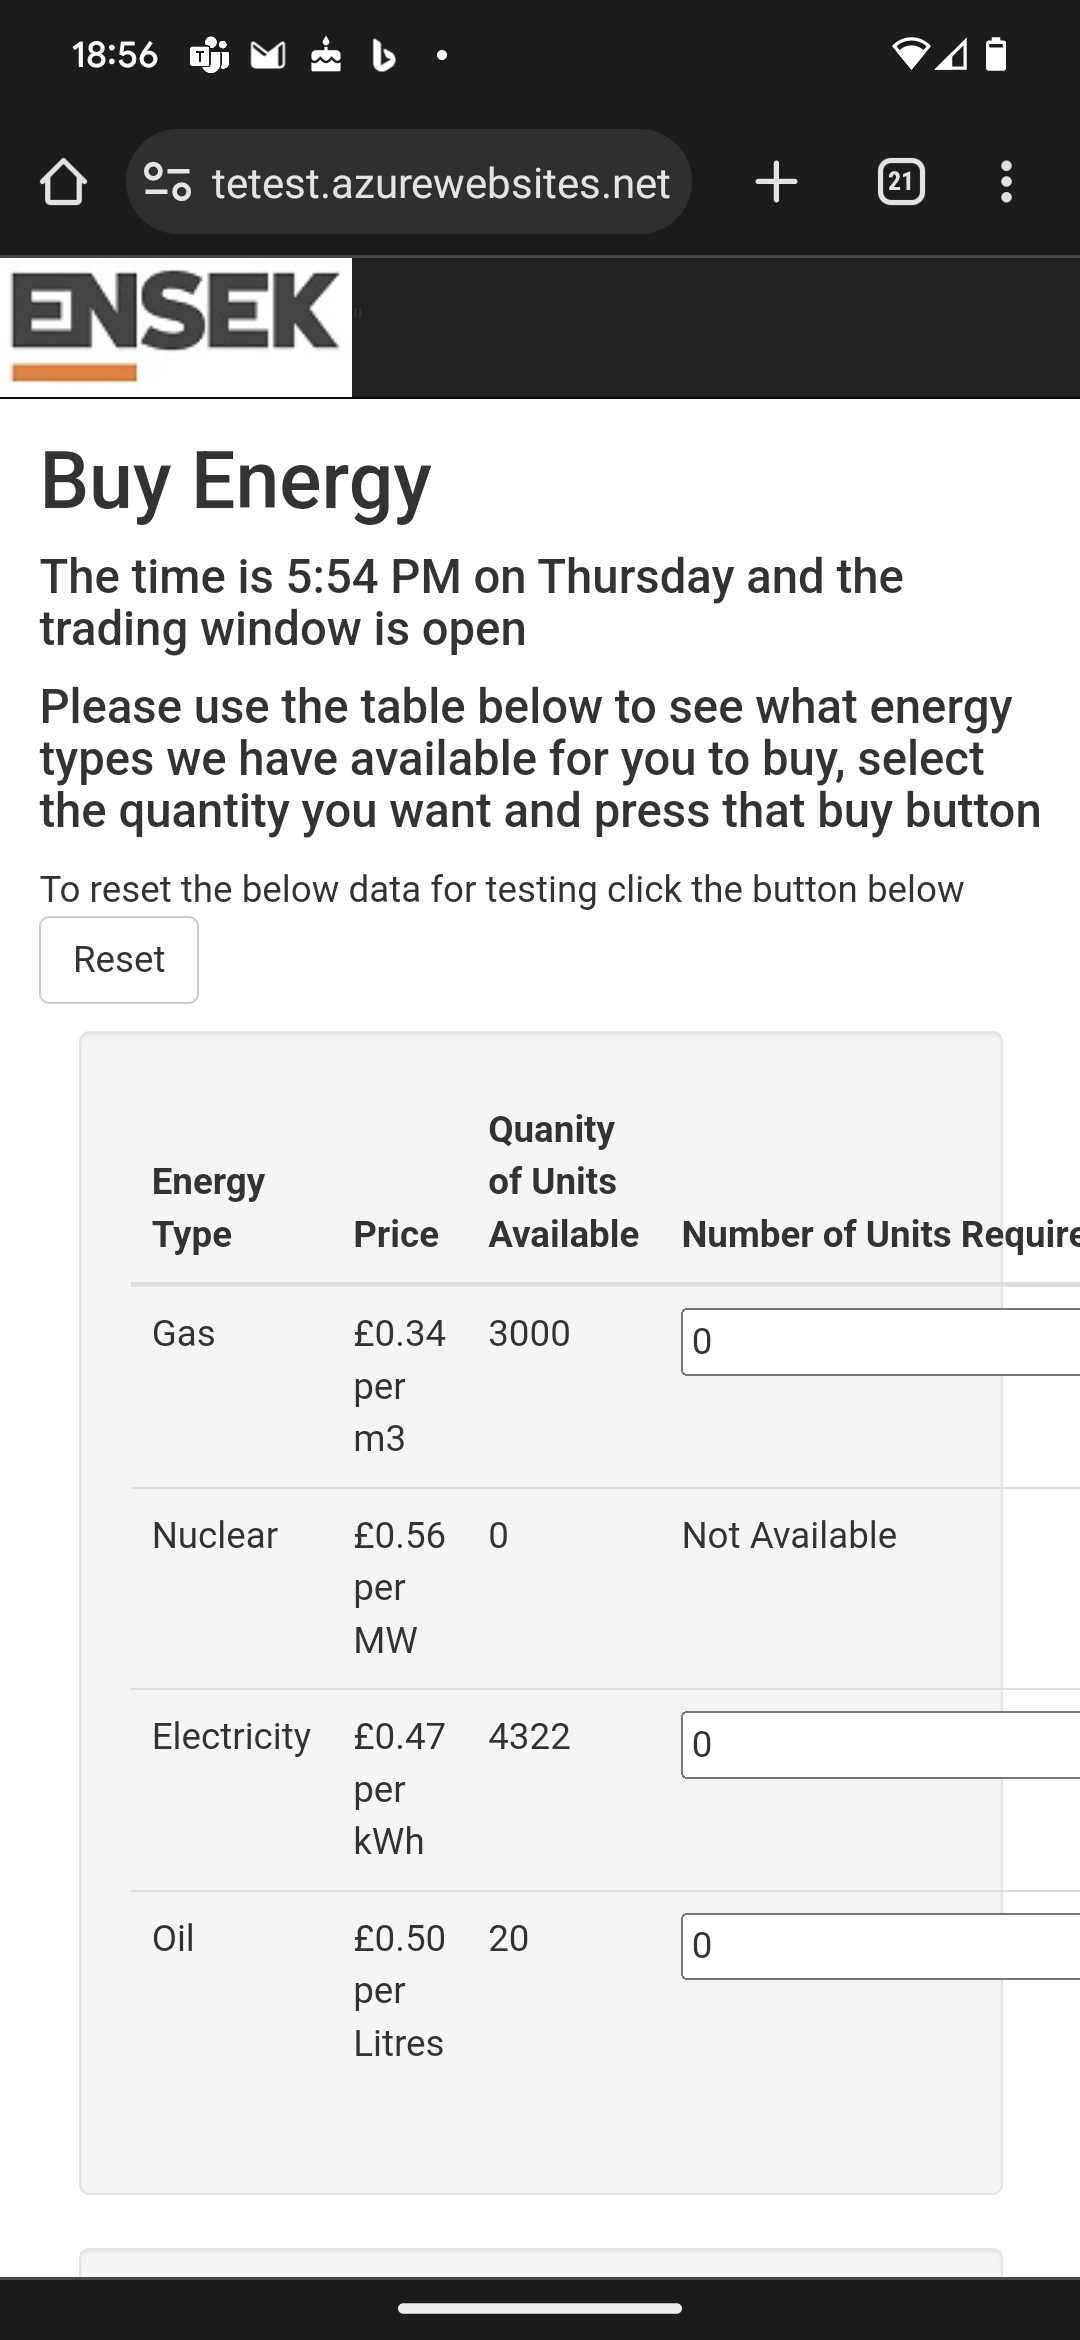 18:56
tetest.azurewebsites.net
21
ENSEK
"
Buy Energy
The time is 5:54 PM on Thursday and the
trading window is open
Please use the table below to see what energy
types we have available for you to buy, select
the quantity you want and press that buy button
To reset the below data for testing click the button below
Reset
Energy Type Price Quanity of Units Available Number of Units Require
Gas £0.34 per m3 3000 0
Nuclear £0.56 per MW 0 Not Available
Electricity £0.47 per kWh 4322 0
Oil £0.50 per Litres 20 0